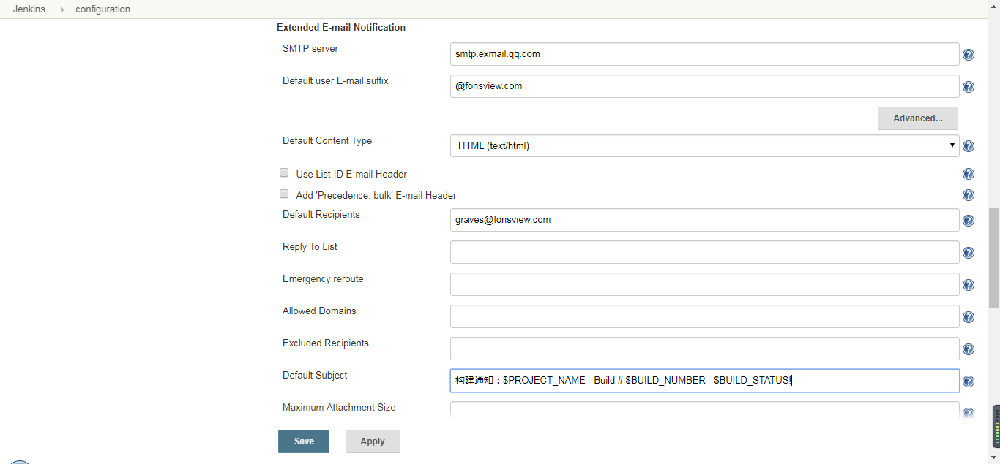 Jenkins configuration
Extended E-mail Notification
SMTP server smtp.exmail.qq.com
Default user E-mail suffix @fonsview.com
Advanced...
Default Content Type HTML (text/html)
Use List-ID E-mail Header
Add 'Precedence: bulk' E-mail Header
Default Recipients graves@fonsview.com
Reply To List
Emergency reroute
Allowed Domains
Excluded Recipients
Default Subject 构建通知：$PROJECT_NAME - Build # $BUILD_NUMBER - $BUILD_STATUS!
Maximum Attachment Size
Save Apply